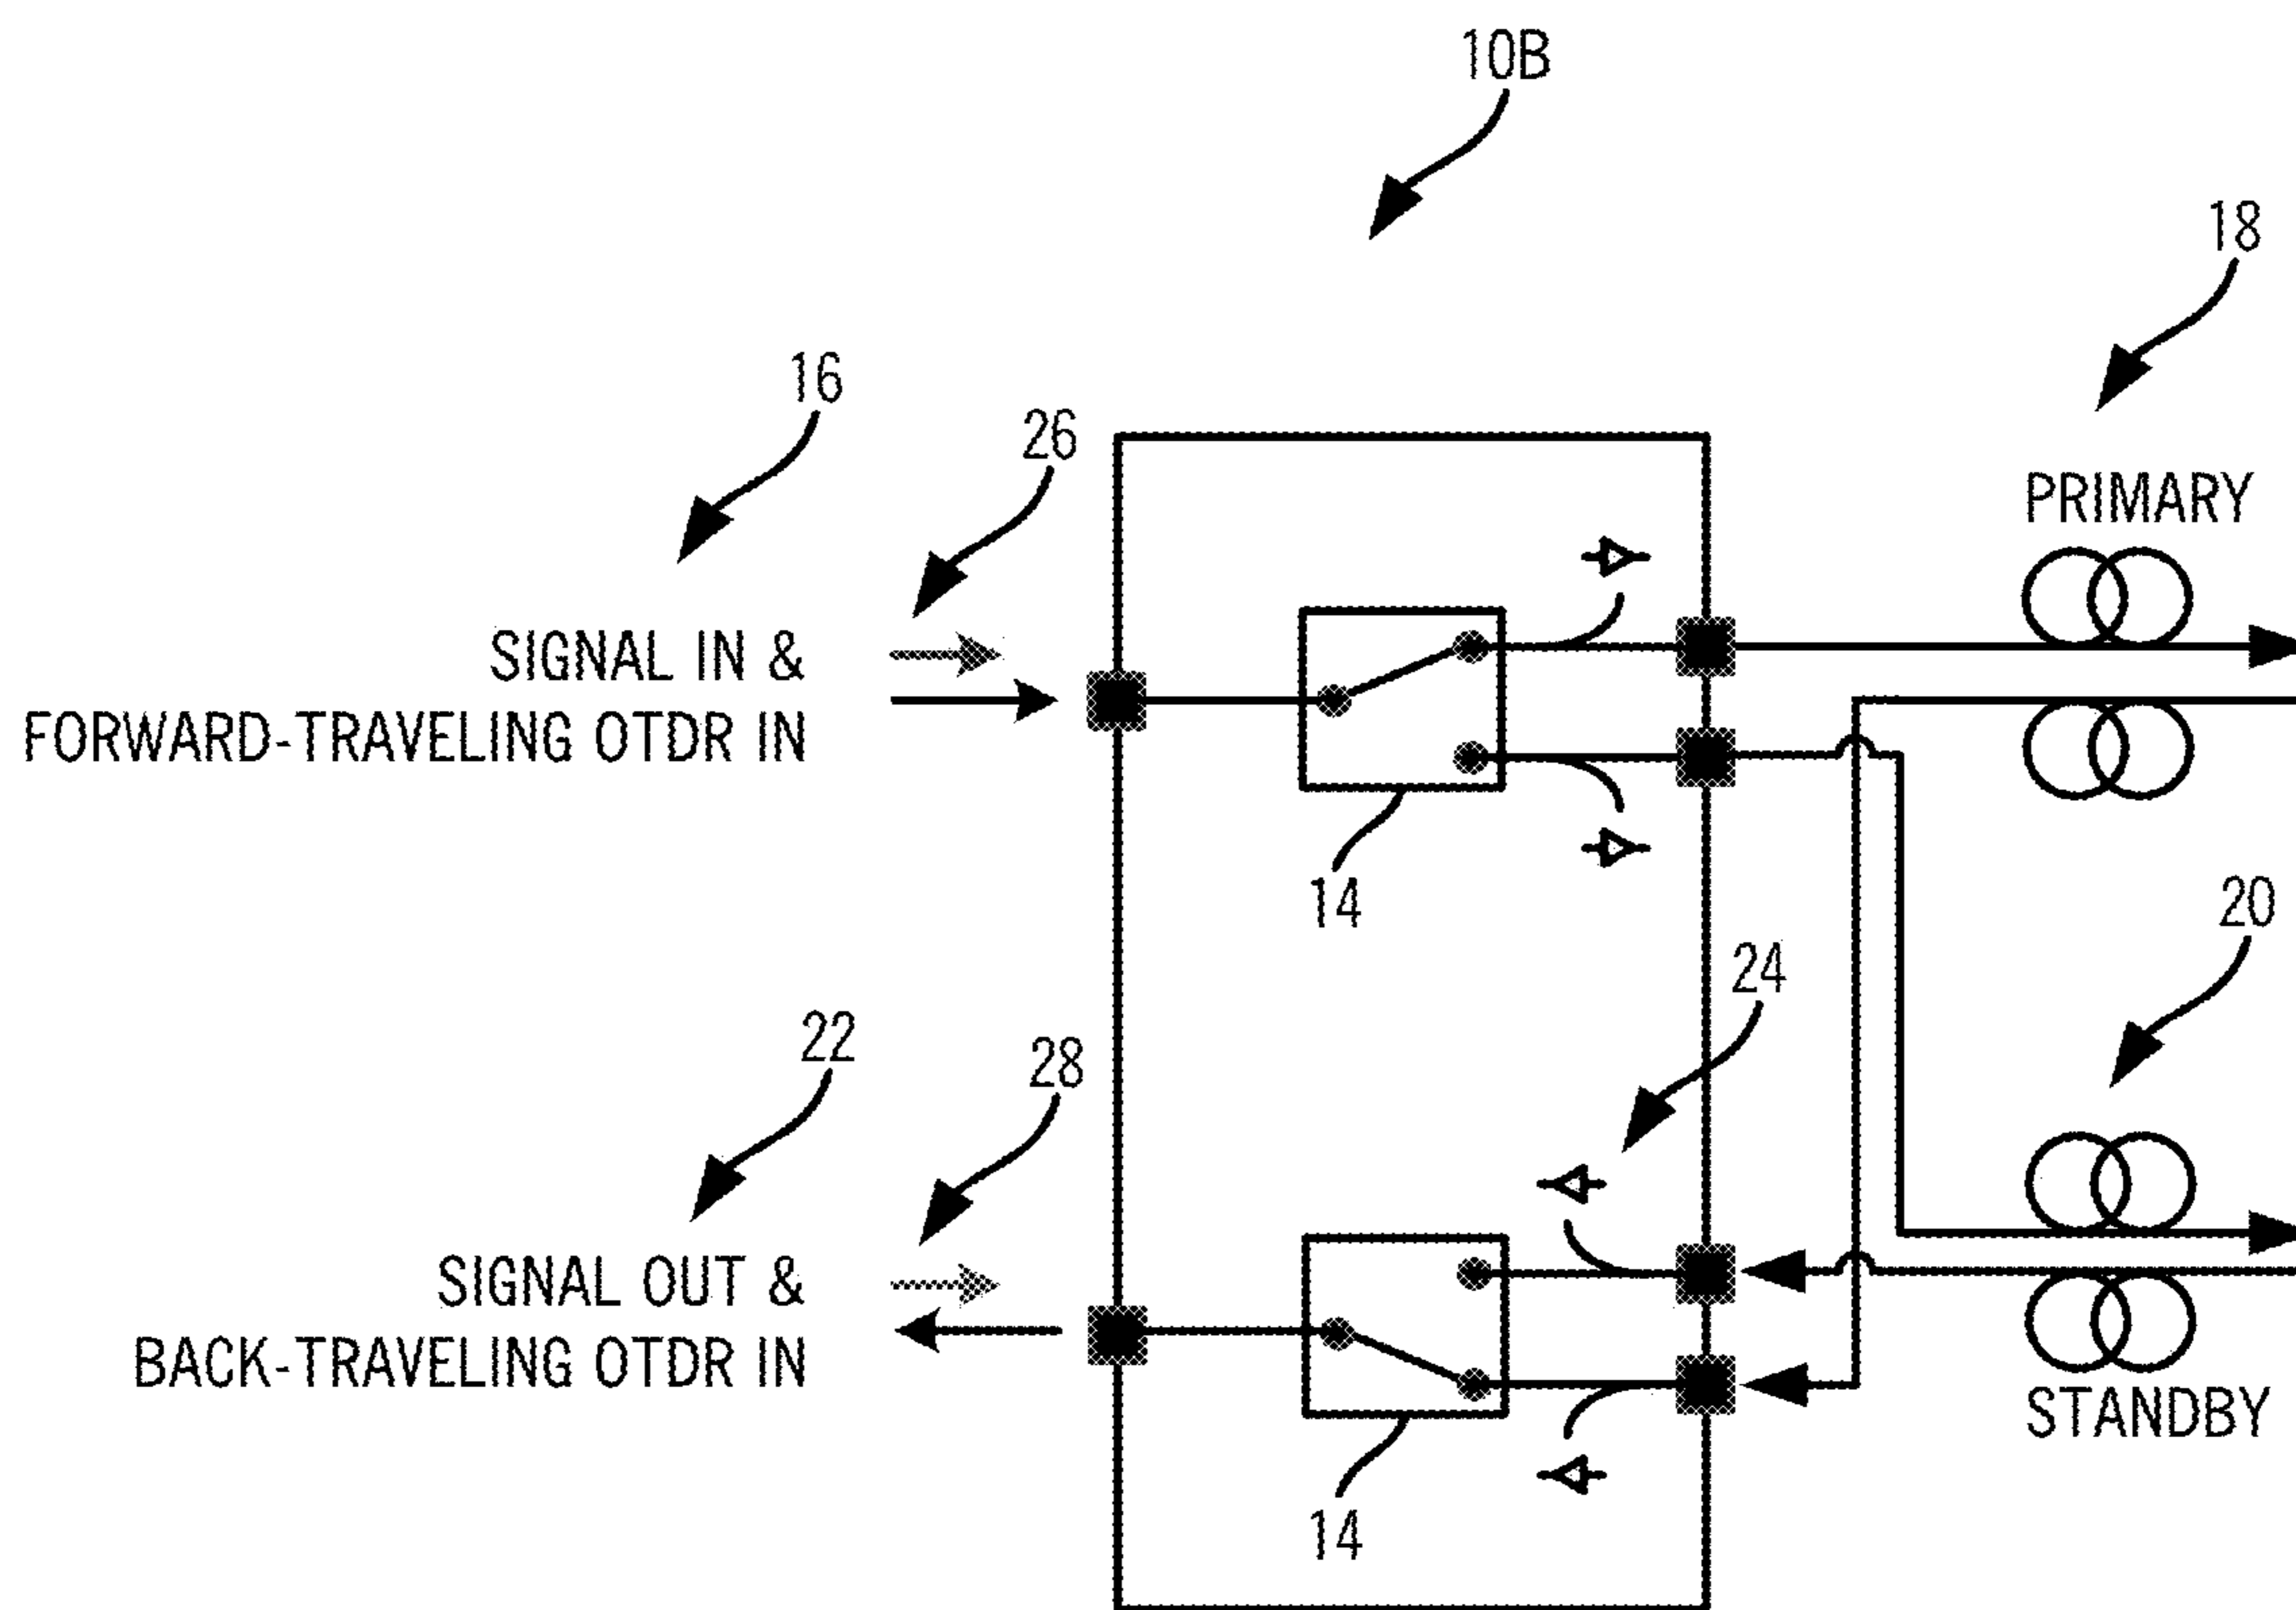 10B
18
16
26
PRIMARY
SIGNAL IN &
FORWARD-TRAVELING OTDR IN
14
20
24
22
28
SIGNAL OUT &
BACK-TRAVELING OTDR IN
STANDBY
14